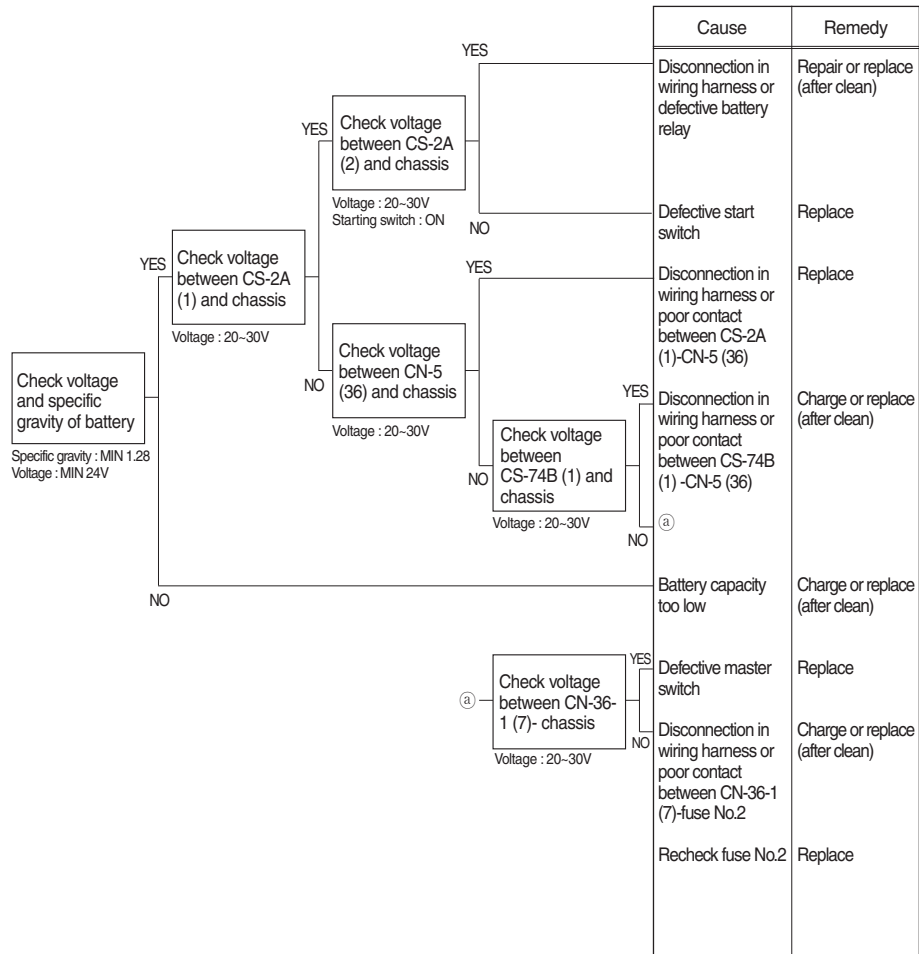 Cause
Remedy
YES
Disconnection in
wiring harness or
defective battery
relay
Repair or replace
(after clean)
YES
Check voltage
between CS-2A
(2) and chassis
Voltage : 20~30V
Starting switch : ON
NO
Defective start
switch
Replace
YES
Check voltage
between CS-2A
(1) and chassis
Voltage : 20~30V
YES
Disconnection in
wiring harness or
poor contact
between CS-2A
(1)-CN-5 (36)
Replace
NO
Check voltage
between CN-5
(36) and chassis
Voltage : 20~30V
Check voltage
and specific
gravity of battery
Specific gravity : MIN 1.28
Voltage : MIN 24V
YES
Disconnection in
wiring harness or
poor contact
between CS-74B
(1) -CN-5 (36)
Charge or replace
(after clean)
NO
Check voltage
between
CS-74B (1) and
chassis
Voltage : 20~30V
NO
ⓐ
NO
Battery capacity
too low
Charge or replace
(after clean)
ⓐ
Check voltage
between CN-36-
1 (7)- chassis
Voltage : 20~30V
YES
Defective master
switch
Replace
NO
Disconnection in
wiring harness or
poor contact
between CN-36-1
(7)-fuse No.2
Charge or replace
(after clean)
Recheck fuse No.2
Replace